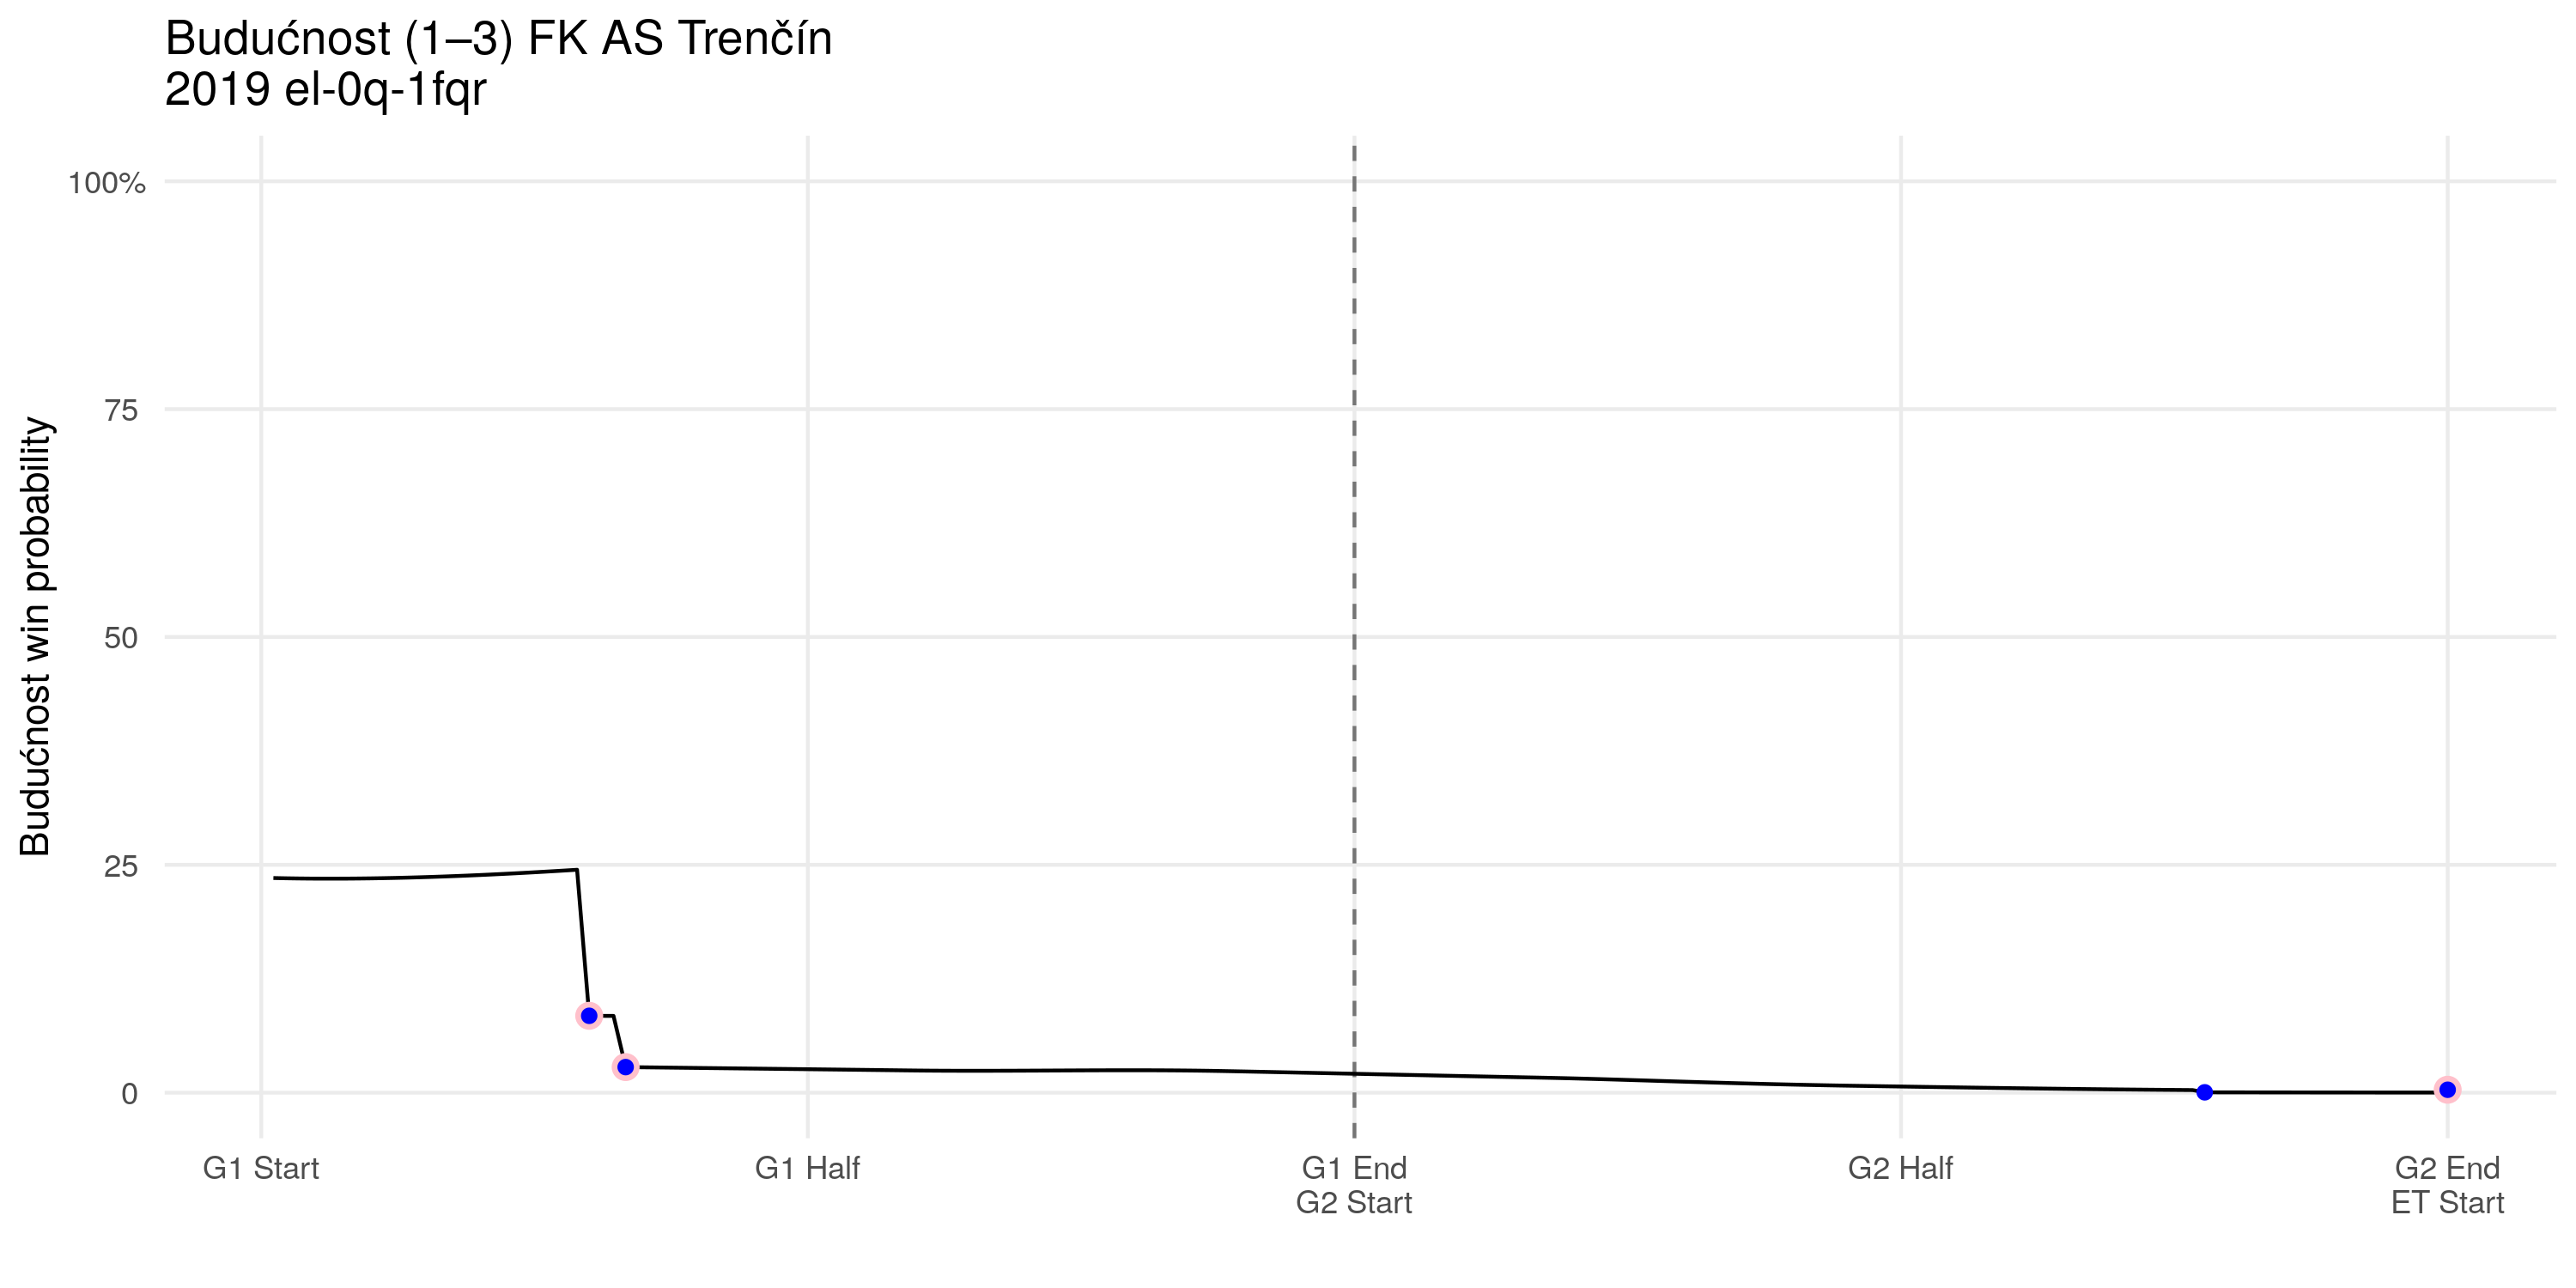 Budućnost (1–3) FK AS Trenčín
2019 el-0q-1fqr
Budućnost win probability
100%
75
50
25
0
G1 Start
G1 Half
G1 End
G2 Start
G2 Half
G2 End
ET Start